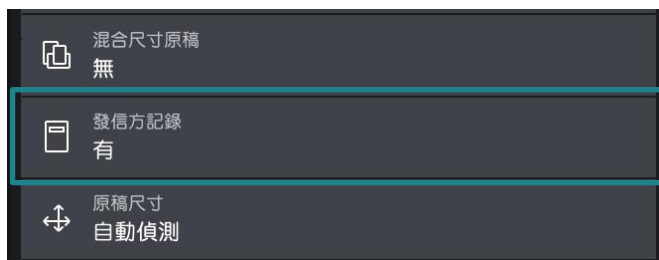 混合尺寸原稿
無
發信方記錄
有
原稿尺寸
自動偵測